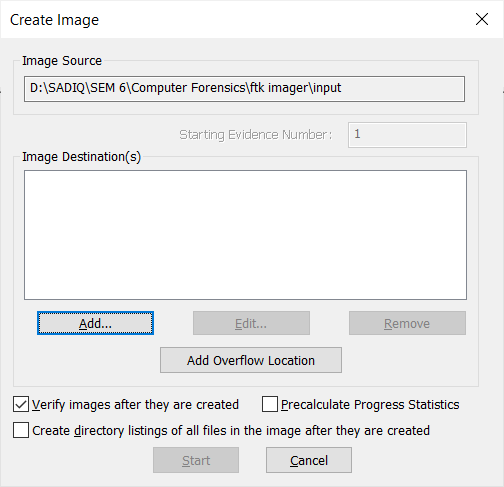 Create Image
Image Source
D:\SADIQ\SEM 6\Computer Forensics\ftk imager\input
Starting Evidence Number: 1
Image Destination(s)
Add... Edit... Remove
Add Overflow Location
Verify images after they are created Precalculate Progress Statistics
Create directory listings of all files in the image after they are created
Start Cancel